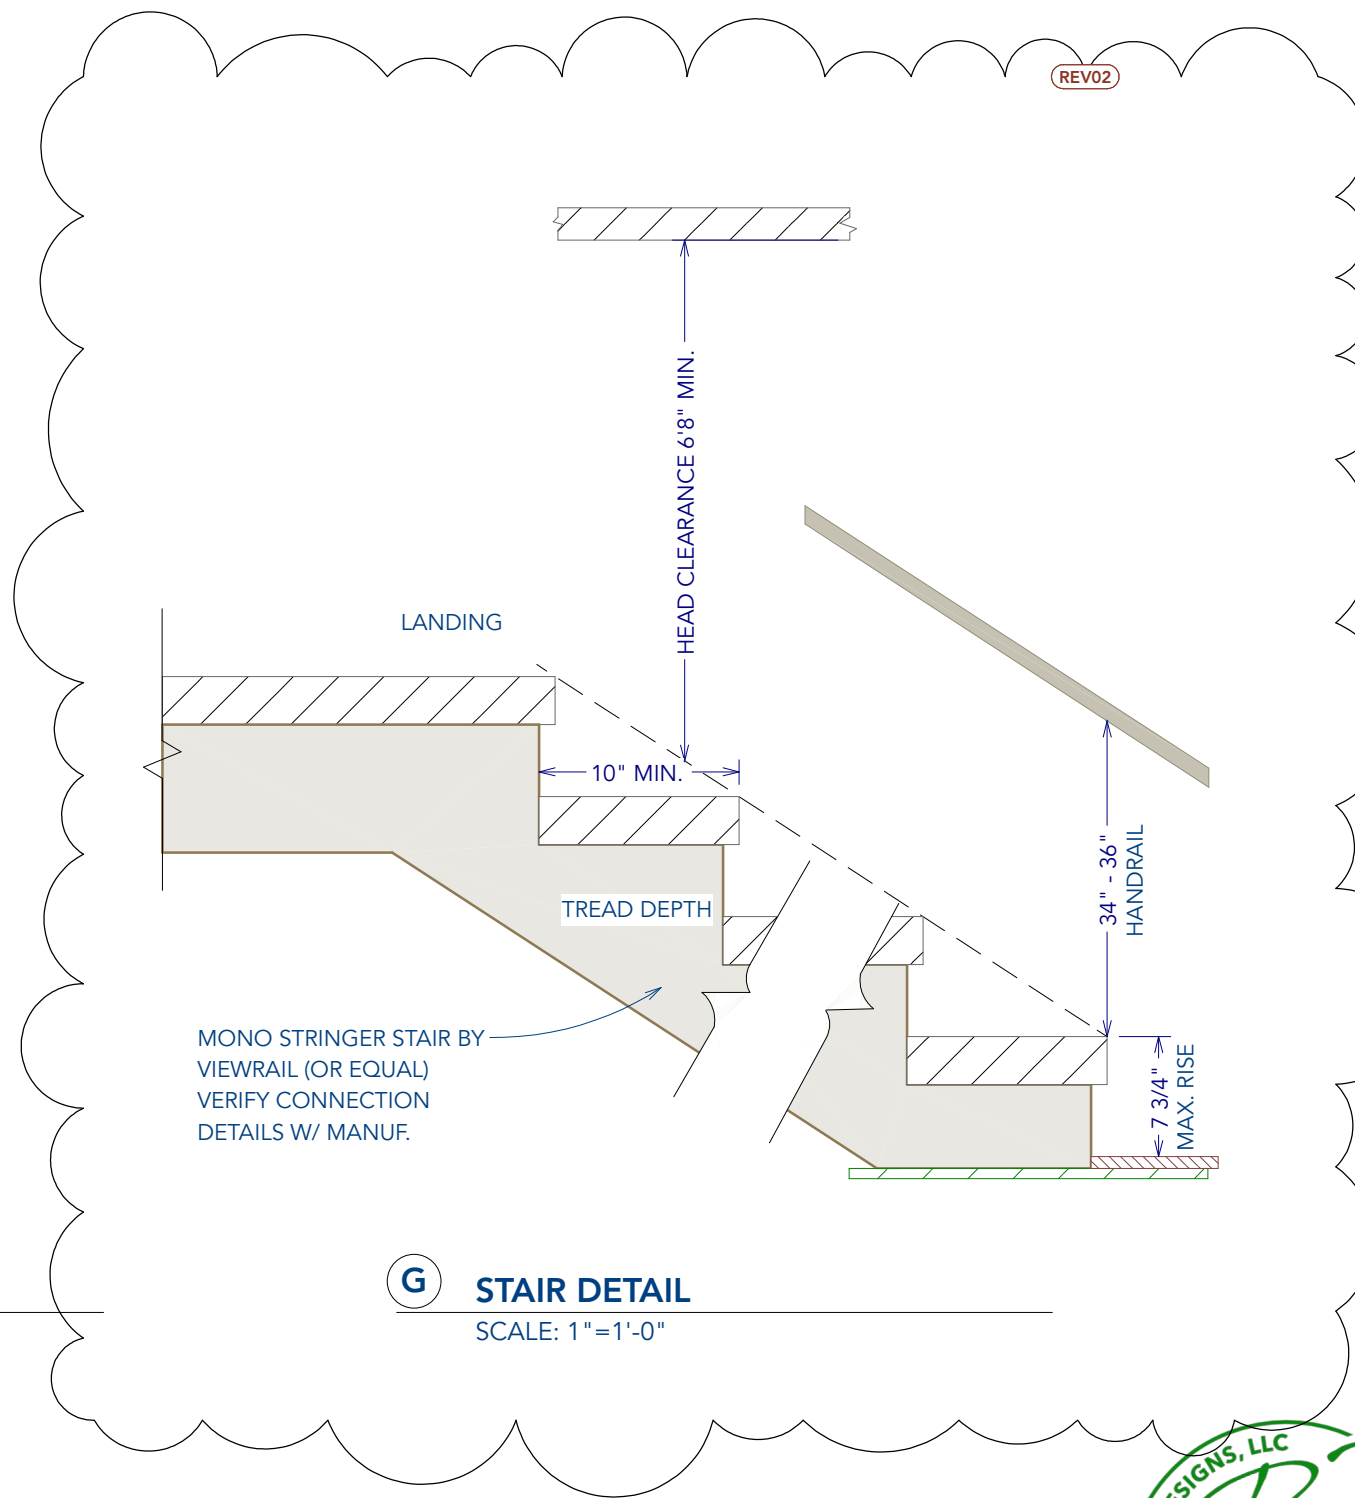 REV02
HEAD CLEARANCE 6'8" MIN.
LANDING
10" MIN.
34" - 36"
HANDRAIL
TREAD DEPTH
MONO STRINGER STAIR BY
VIEWRAIL (OR EQUAL)
VERIFY CONNECTION
DETAILS W/ MANUF.
7 3/4"
MAX. RISE
G
STAIR DETAIL
SCALE: 1"=1'-0"
LLC